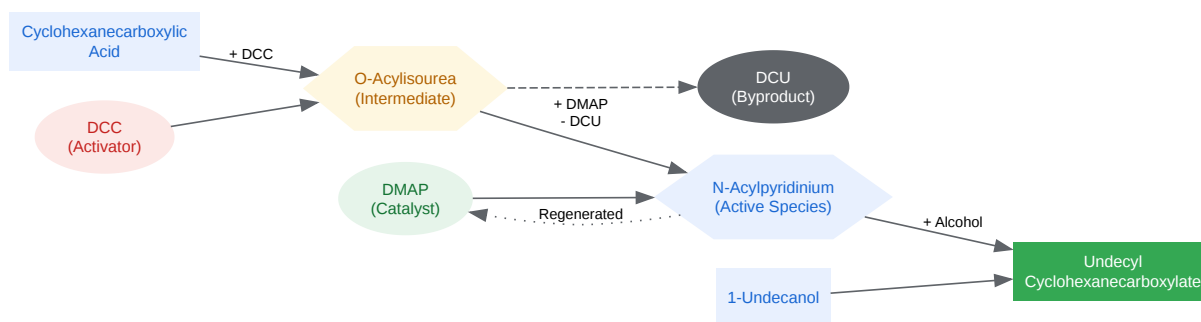 Cyclohexanecarboxylic
Acid
+ DCC
O-Acylisourea
(Intermediate)
DCU
(Byproduct)
+ DMAP
- DCU
DCC
(Activator)
DMAP
(Catalyst)
Regenerated
N-Acylpyridinium
(Active Species)
+ Alcohol
Undecyl
Cyclohexanecarboxylate
1-Undecanol